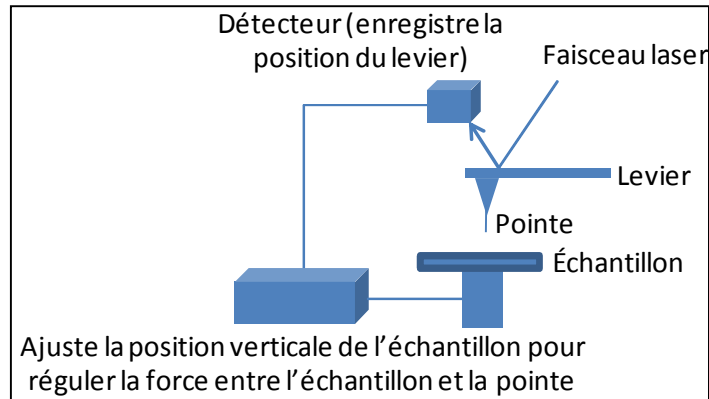 Détecteur (enregistre la
position du levier)
Faisceau laser
Levier
Pointe
Échantillon
Ajuste la position verticale de l'échantillon pour
réguler la force entre l'échantillon et la pointe